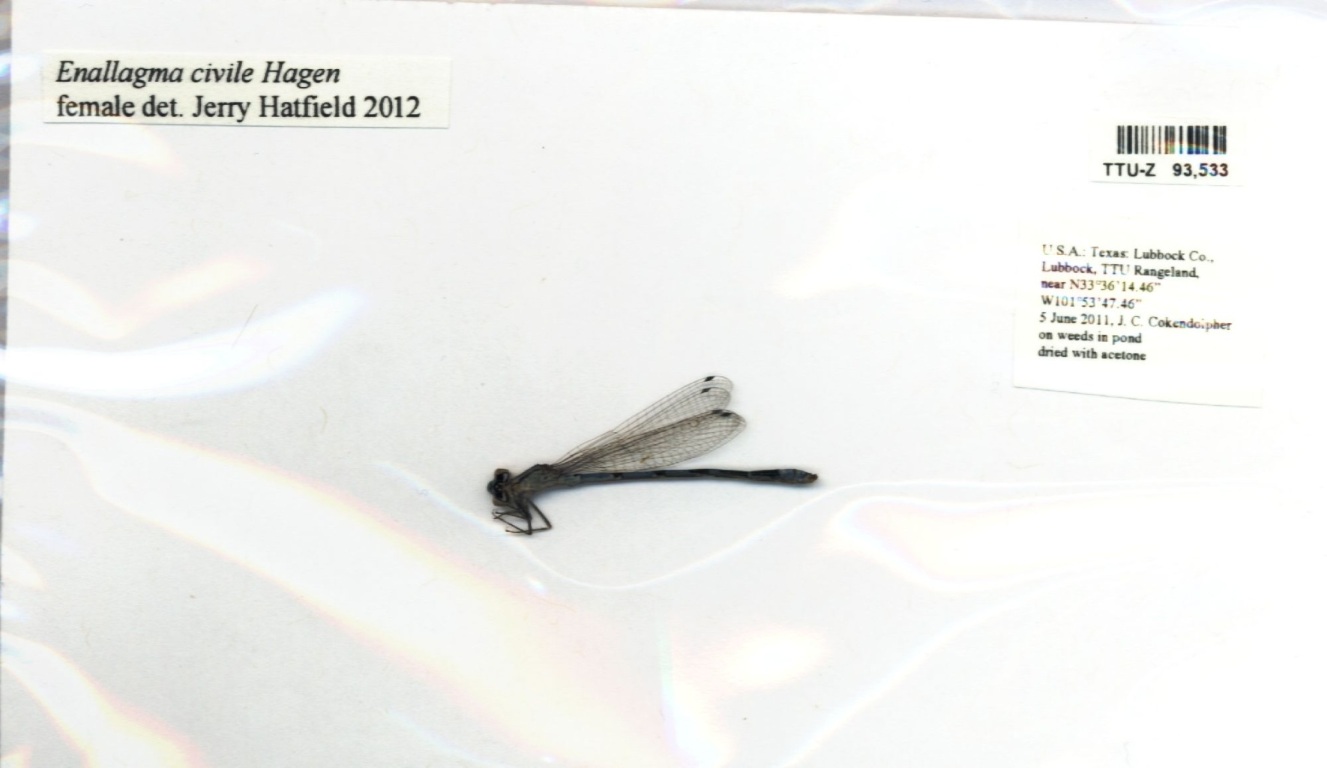 Enallagma civile Hagen
female det. Jerry Hatfield 2012
TTU-Z 93,533
U.S.A.: Texas: Lubbock Co.,
Lubbock, TTU Rangeland,
near N33°36'14.46"
W101°53'47.46"
5 June 2011, J. C. Cokendolpher
on weeds in pond
dried with acetone